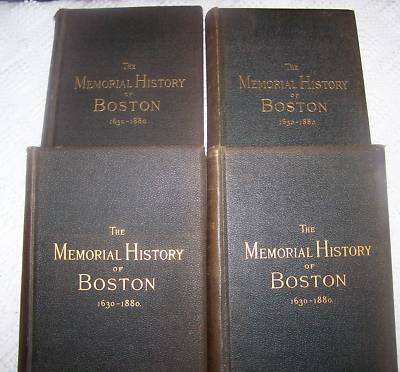 The
Memorial History
of
Boston
1630-1880.
The
Memorial History
of
Boston
1630-1880.
The
Memorial History
of
Boston
1630-1880.
The
Memorial History
of
Boston
1630-1880.